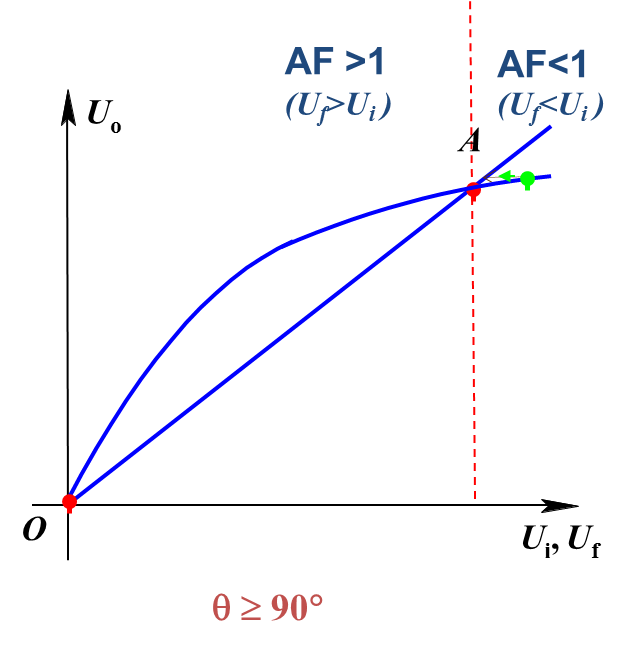 AF >1
(Uf>Ui)
AF<1
(Uf<Ui)
Uo
A
O
Ui, Uf
θ ≥ 90°